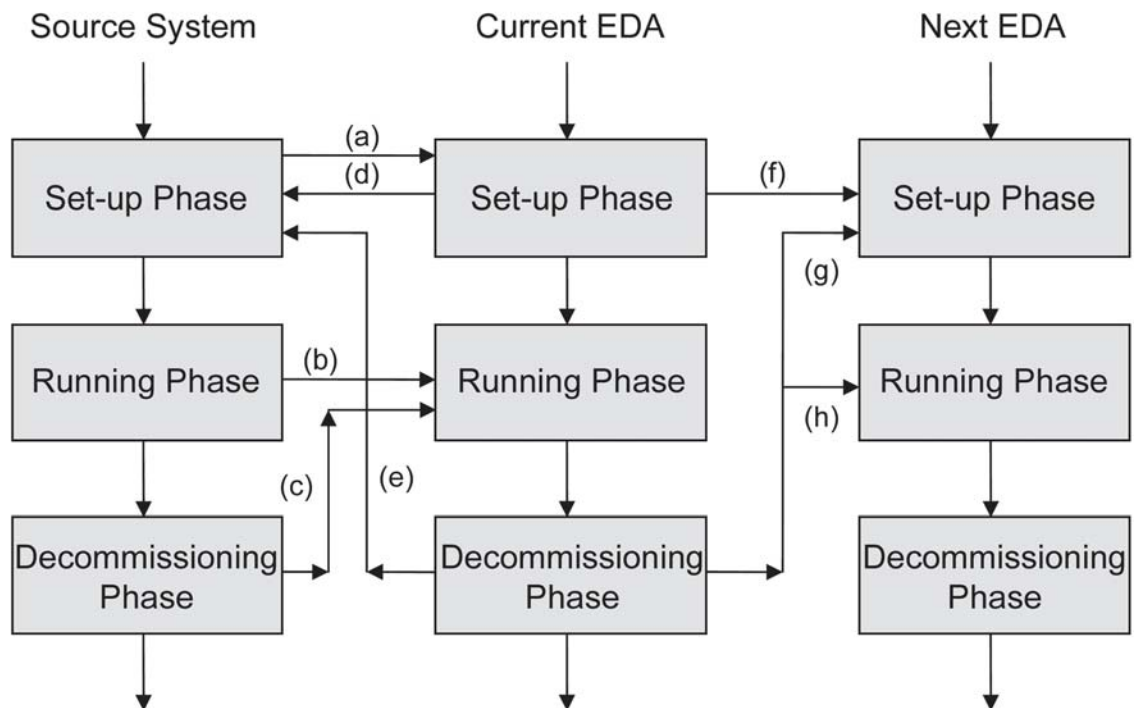 Source System
Current EDA
Next EDA
(a)
(d)
(f)
Set-up Phase
Set-up Phase
Set-up Phase
(g)
(b)
Running Phase
Running Phase
Running Phase
(h)
(c)
(e)
Decommissioning
Phase
Decommissioning
Phase
Decommissioning
Phase